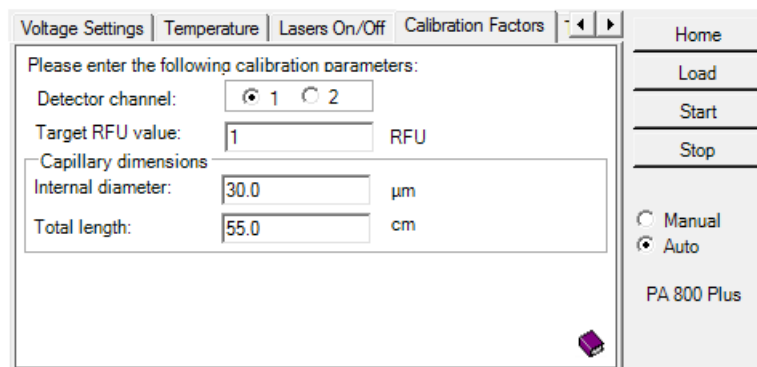 Voltage Settings Temperature Lasers On/Off Calibration Factors
Please enter the following calibration parameters:
Detector channel: 1 2
Target RFU value: 1 RFU
Capillary dimensions
Internal diameter: 30.0 µm
Total length: 55.0 cm
Home
Load
Start
Stop
Manual
Auto
PA 800 Plus